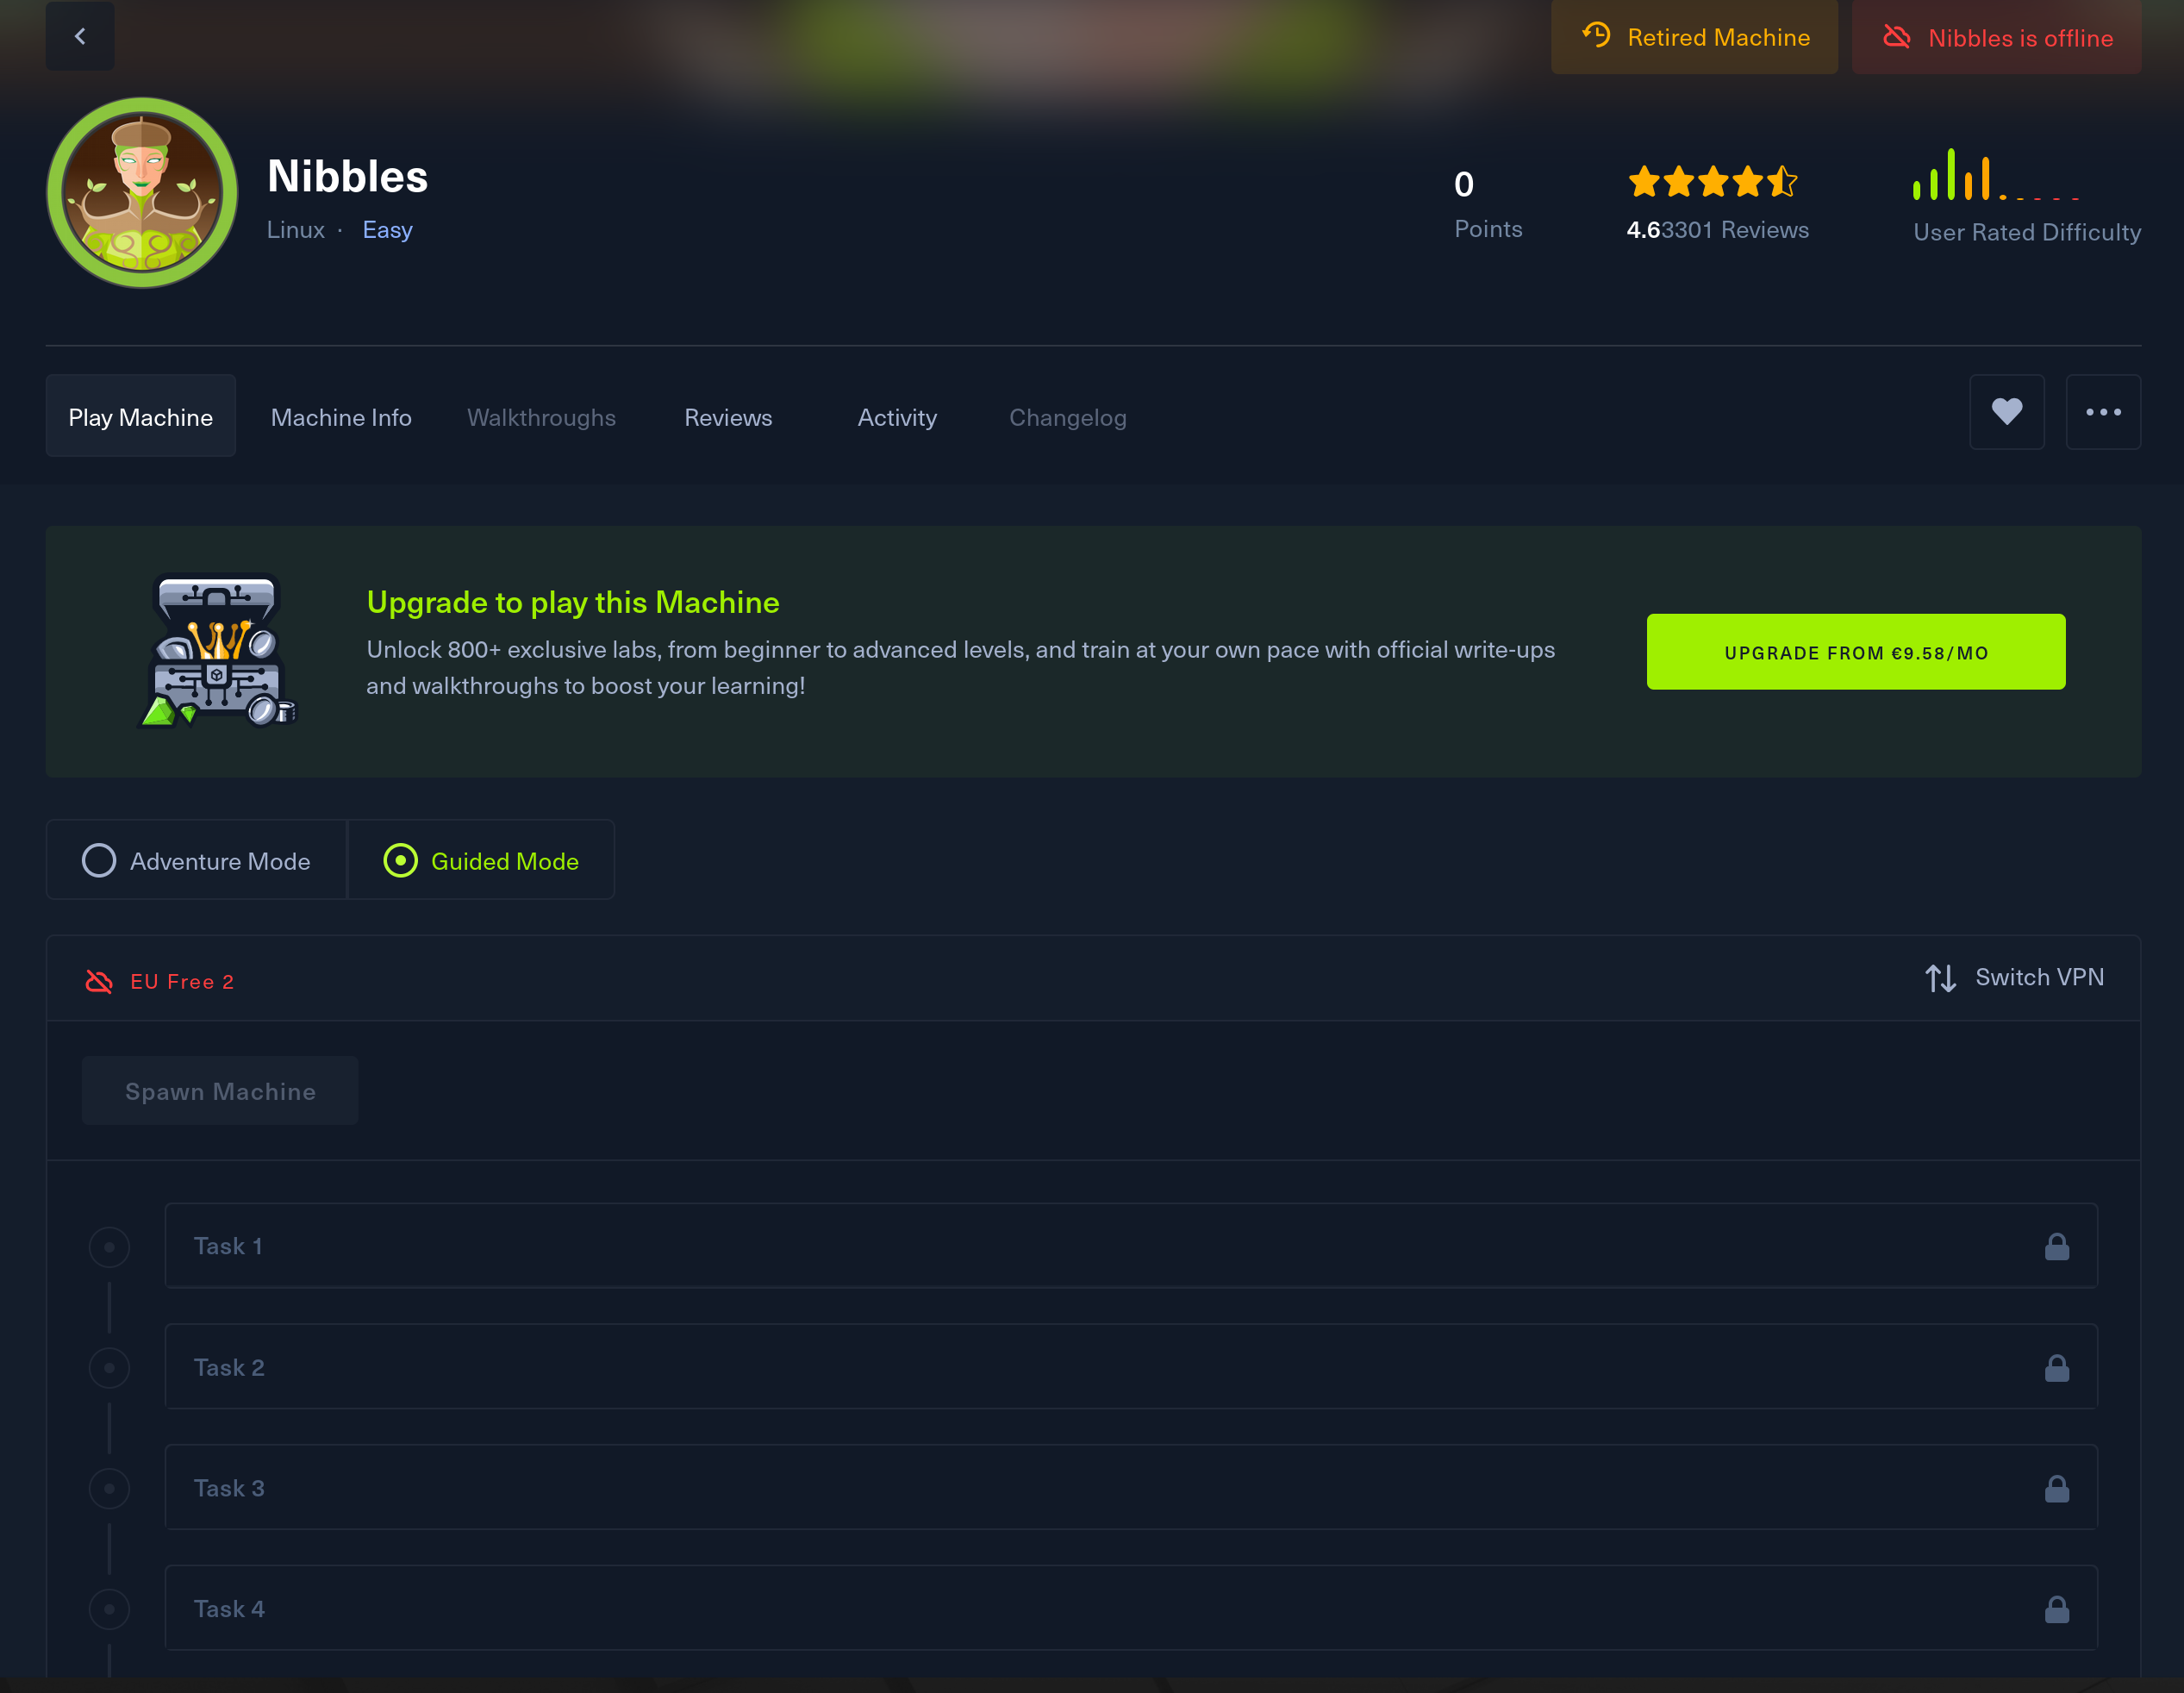 Retired Machine
Nibbles is offline
Nibbles
Linux · Easy
0
Points
4.6 3301 Reviews
User Rated Difficulty
Play Machine
Machine Info
Walkthroughs
Reviews
Activity
Changelog
Upgrade to play this Machine
Unlock 800+ exclusive labs, from beginner to advanced levels, and train at your own pace with official write-ups
and walkthroughs to boost your learning!
UPGRADE FROM €9.58/MO
Adventure Mode
Guided Mode
EU Free 2
Switch VPN
Spawn Machine
Task 1
Task 2
Task 3
Task 4